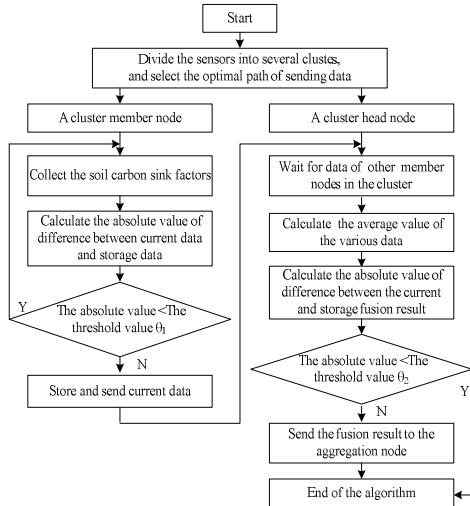 Start
Divide the sensors into several clustes,
and select the optimal path of sending data
A cluster member node
Collect the soil carbon sink factors
Calculate the absolute value of
difference between current data
and storage data
Y
The absolute value <The
threshold value θ1
N
Store and send current data
A cluster head node
Wait for data of other member
nodes in the cluster
Calculate the average value of
the various data
Calculate the absolute value of
difference between the current
and storage fusion result
The absolute value <The
threshold value θ2
Y
N
Send the fusion result to the
aggregation node
End of the algorithm